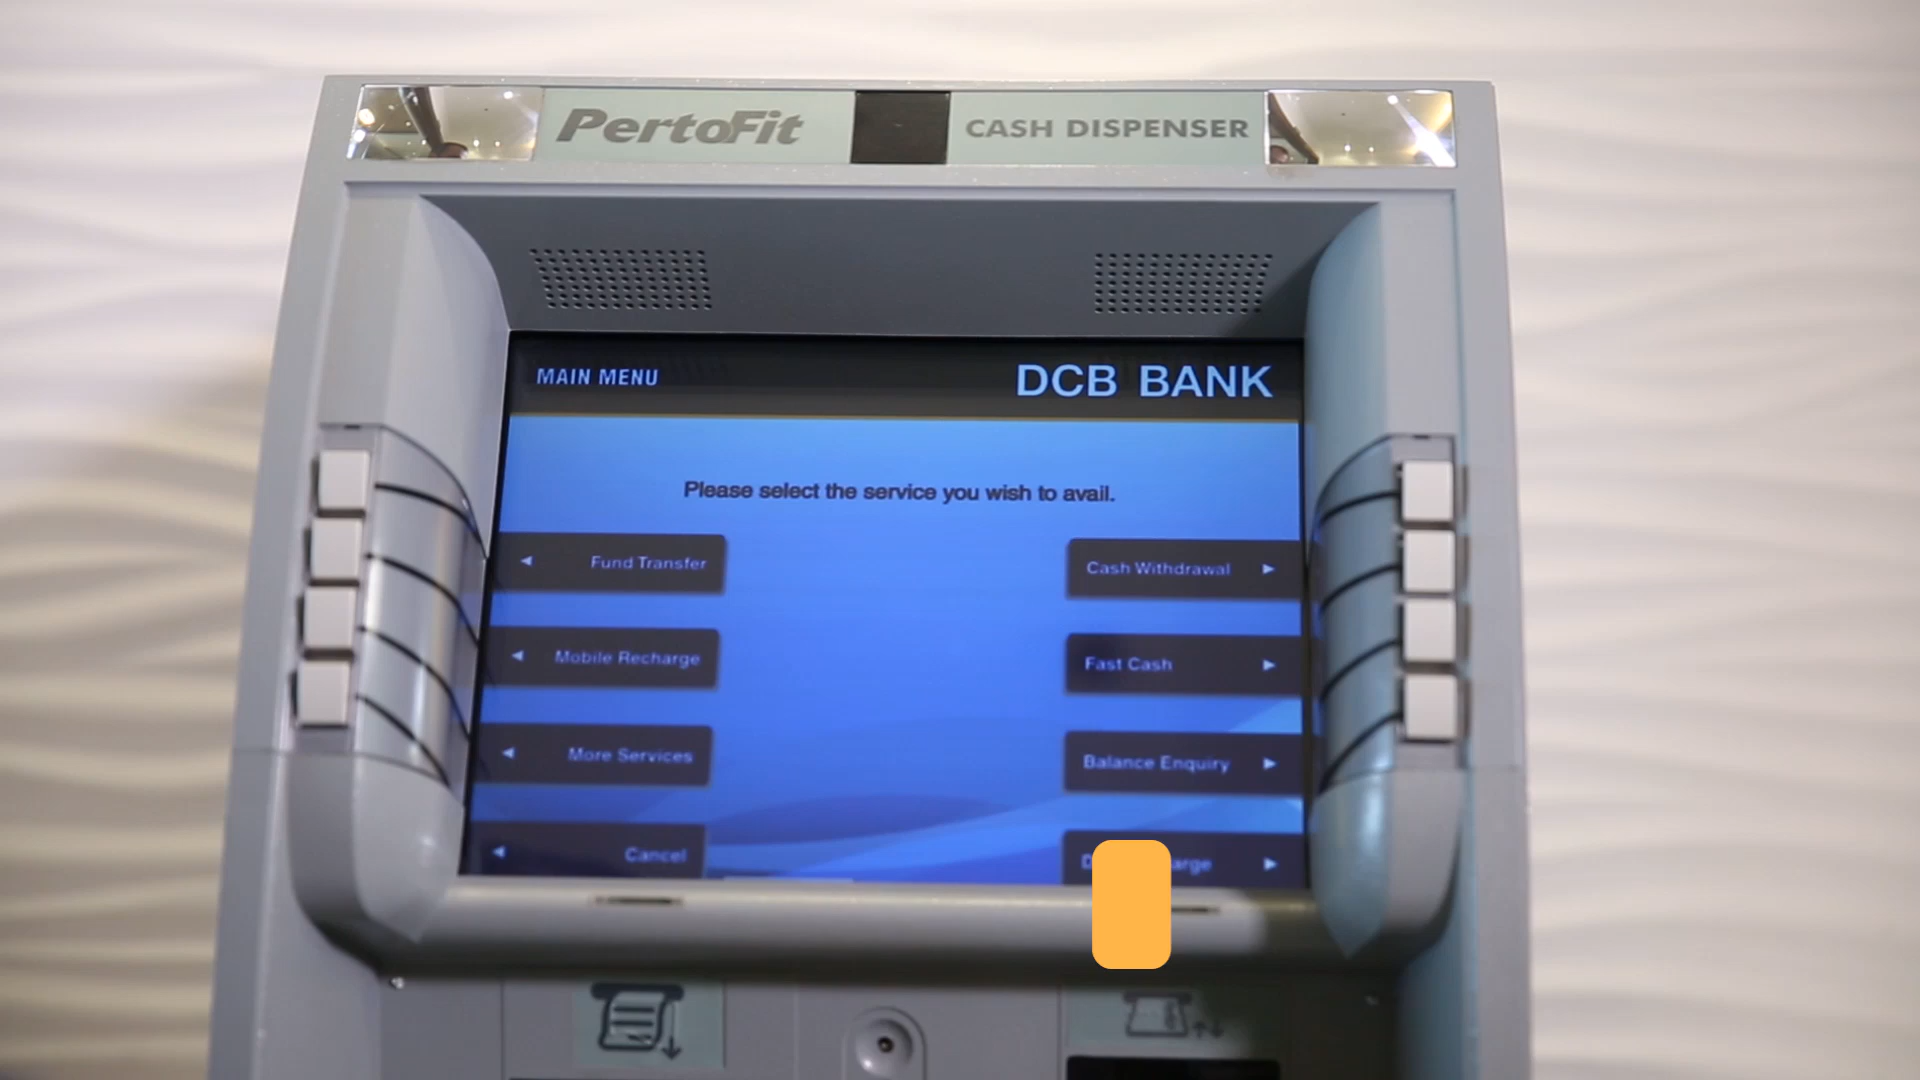 PertoFit CASH DISPENSER
MAIN MENU DCB BANK
Please select the service you wish to avail.
Fund Transfer Cash Withdrawal
Mobile Recharge Fast Cash
More Services Balance Enquiry
Cancel